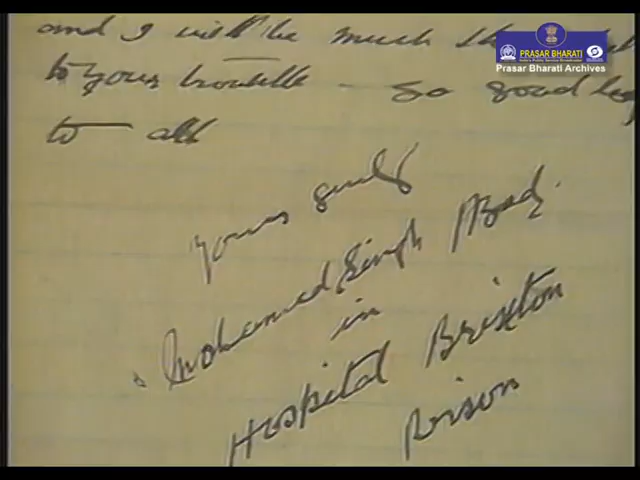 and I will be much
to your trouble - So good
to all
Yours
Mohamed Singh Azad.
in
Hospital Brixton
Prison
PRASAR BHARATI
Prasar Bharati Archives